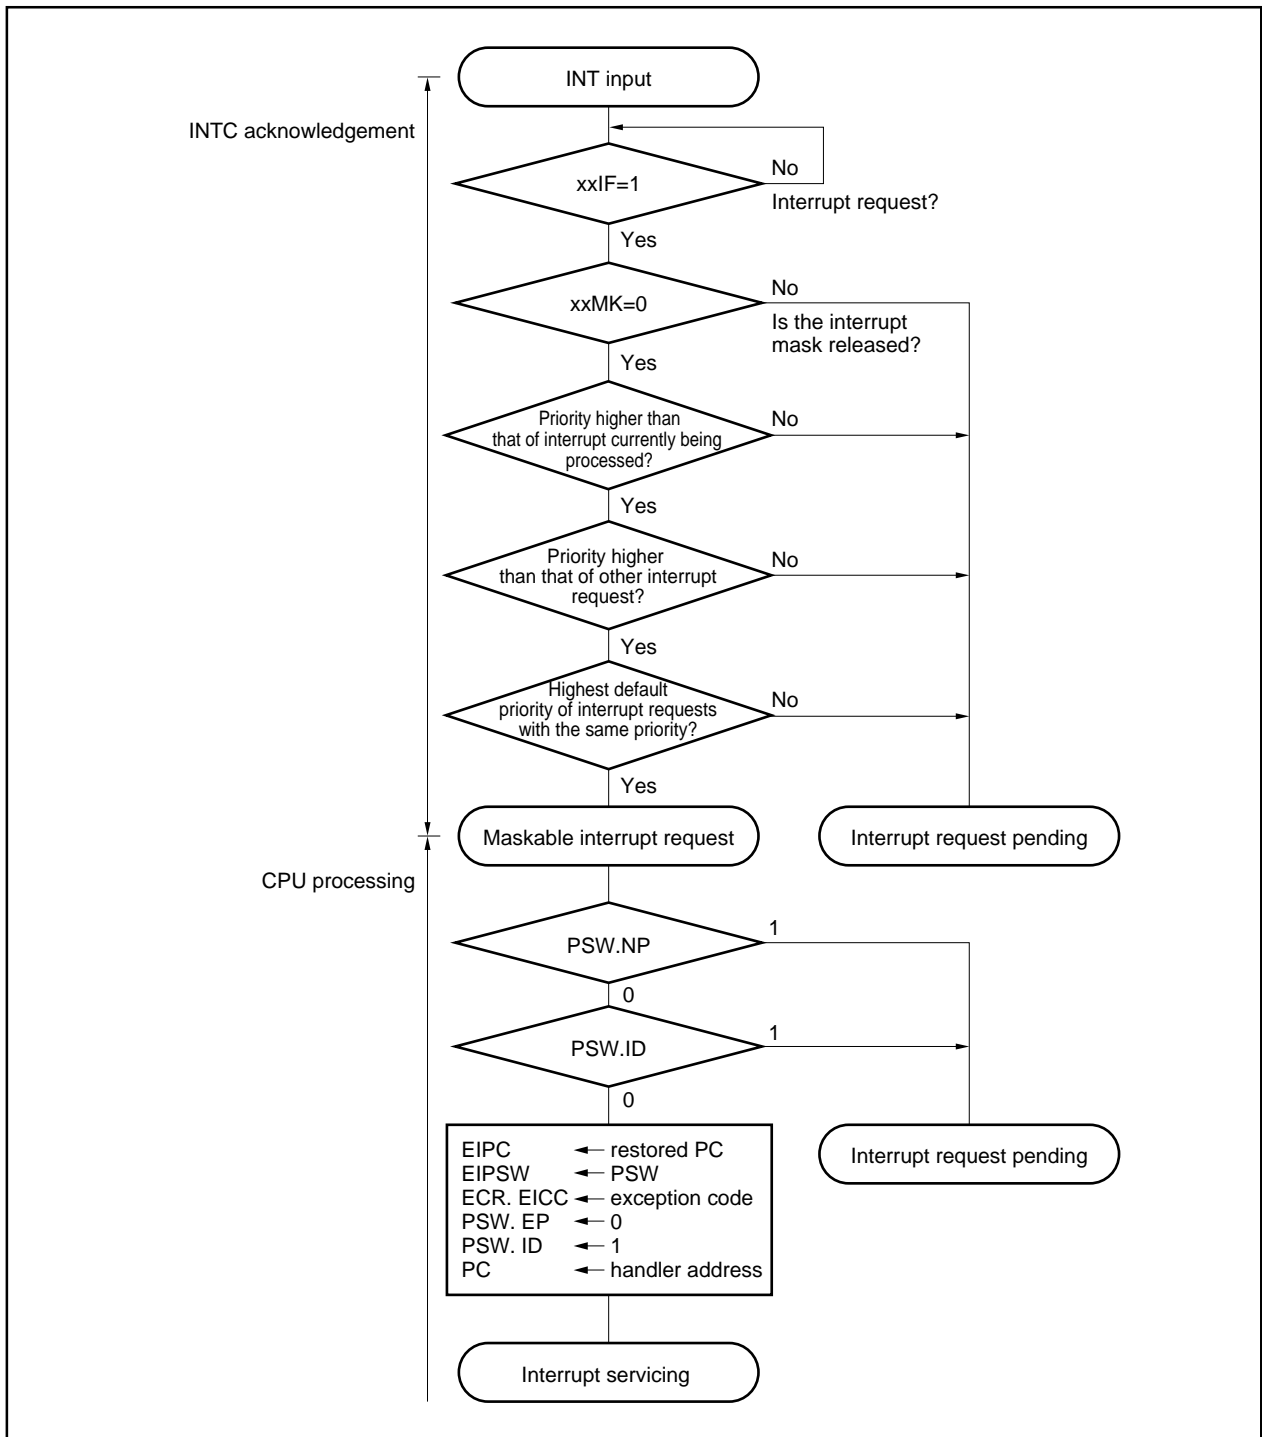 INT input
INTC acknowledgement
xxIF=1
No
Interrupt request?
Yes
xxMK=0
No
Is the interrupt
mask released?
Yes
Priority higher than
that of interrupt currently being
processed?
No
Yes
Priority higher
than that of other interrupt
request?
No
Yes
Highest default
priority of interrupt requests
with the same priority?
No
Yes
Maskable interrupt request
Interrupt request pending
CPU processing
PSW.NP
1
0
PSW.ID
1
0
EIPC ← restored PC
EIPSW ← PSW
ECR. EICC ← exception code
PSW. EP ← 0
PSW. ID ← 1
PC ← handler address
Interrupt request pending
Interrupt servicing